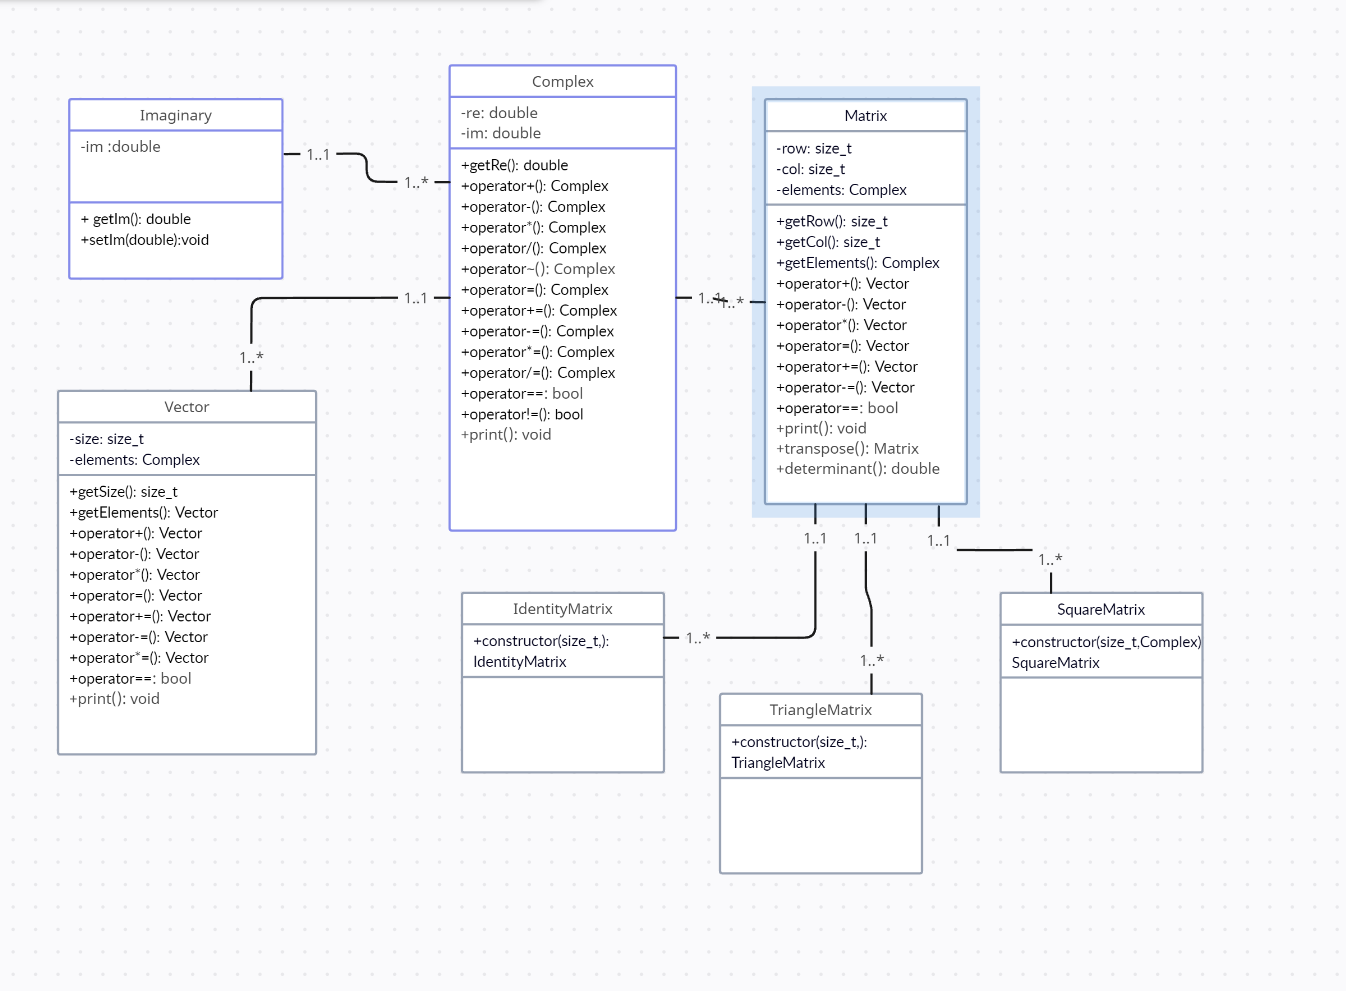 Imaginary
-im :double
+ getIm(): double
+setIm(double):void
1..1
1..*
Complex
-re: double
-im: double
+getRe(): double
+operator+(): Complex
+operator-(): Complex
+operator*(): Complex
+operator/(): Complex
+operator~(): Complex
+operator=(): Complex
+operator+=(): Complex
+operator-=(): Complex
+operator*=(): Complex
+operator/=(): Complex
+operator==: bool
+operator!=(): bool
+print(): void
1..1
1..*
Matrix
-row: size_t
-col: size_t
-elements: Complex
+getRow(): size_t
+getCol(): size_t
+getElements(): Complex
+operator+(): Vector
+operator-(): Vector
+operator*(): Vector
+operator=(): Vector
+operator+=(): Vector
+operator-=(): Vector
+operator==: bool
+print(): void
+transpose(): Matrix
+determinant(): double
1..1
1..*
Vector
-size: size_t
-elements: Complex
+getSize(): size_t
+getElements(): Vector
+operator+(): Vector
+operator-(): Vector
+operator*(): Vector
+operator=(): Vector
+operator+=(): Vector
+operator-=(): Vector
+operator*=(): Vector
+operator==: bool
+print(): void
1..1
1..1
1..1
1..*
1..*
1..*
IdentityMatrix
+constructor(size_t,):
IdentityMatrix
TriangleMatrix
+constructor(size_t,):
TriangleMatrix
SquareMatrix
+constructor(size_t,Complex)
SquareMatrix